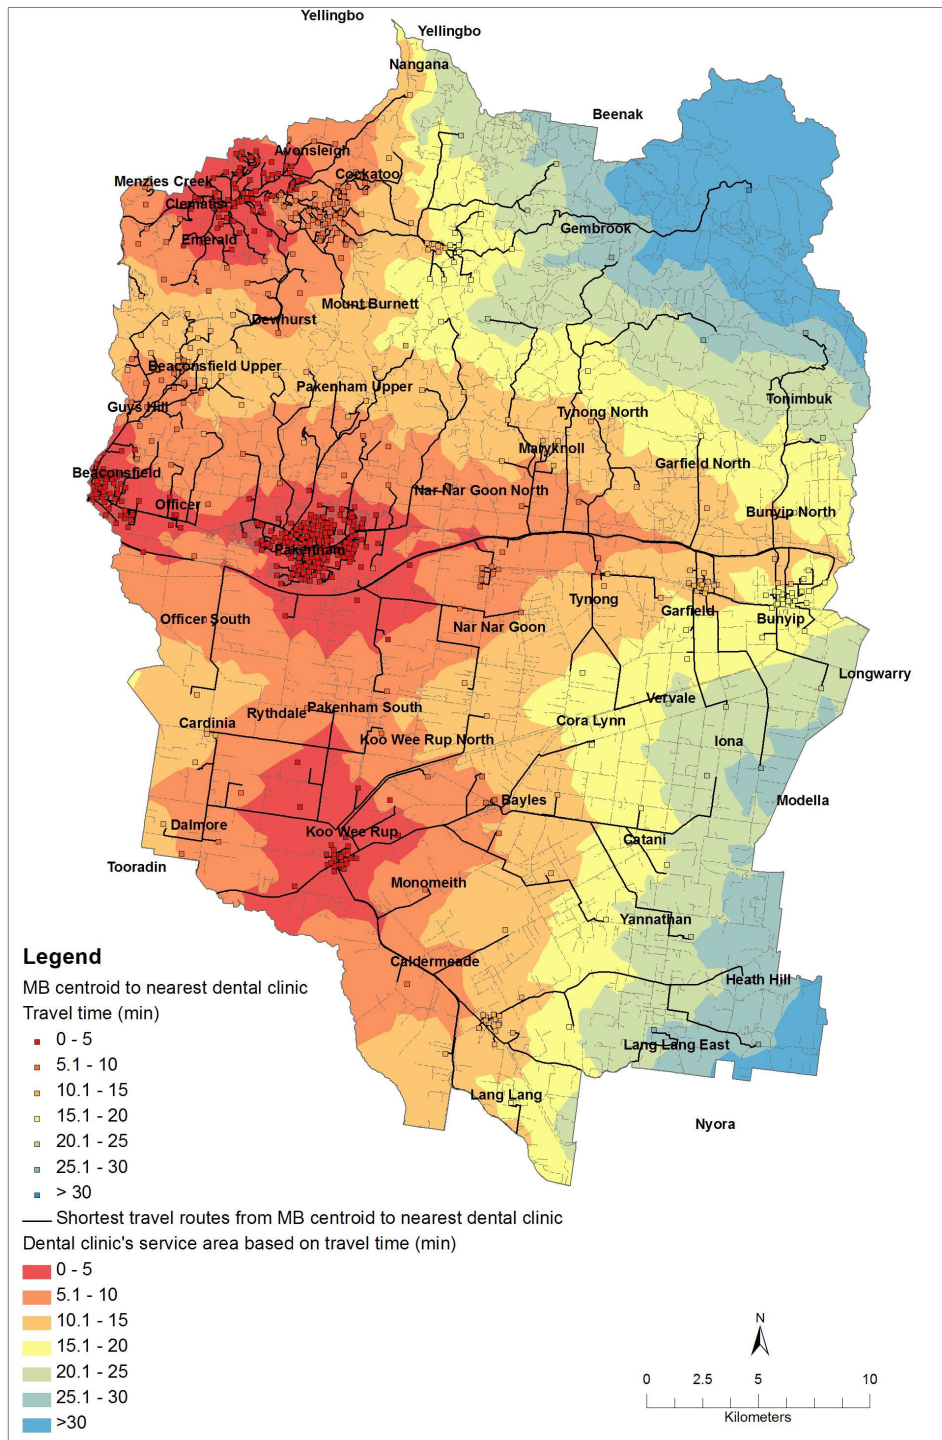 Yellingbo
Yellingbo
Nangana
Beenak
Avonsleigh
Cockatoo
Menzies Creek
Clematis
Gembrook
Emerald
Mount Burnett
Dewhurst
Beaconsfield Upper
Pakenham Upper
Tonimbuk
Guys Hill
Tynong North
Maryknoll
Garfield North
Beaconsfield
Nar Nar Goon North
Officer
Bunyip North
Pakenham
Tynong
Garfield
Officer South
Bunyip
Nar Nar Goon
Longwarry
Vervale
Pakenham South
Rythdale
Cora Lynn
Cardinia
Koo Wee Rup North
Iona
Bayles
Modella
Dalmore
Koo Wee Rup
Catani
Tooradin
Monomeith
Yannathan
Caldermeade
Heath Hill
Lang Lang East
Lang Lang
Nyora
Legend
MB centroid to nearest dental clinic
Travel time (min)
0 - 5
5.1 - 10
10.1 - 15
15.1 - 20
20.1 - 25
25.1 - 30
> 30
Shortest travel routes from MB centroid to nearest dental clinic
Dental clinic's service area based on travel time (min)
0 - 5
5.1 - 10
10.1 - 15
15.1 - 20
20.1 - 25
25.1 - 30
>30
N
0 2.5 5 10
Kilometers